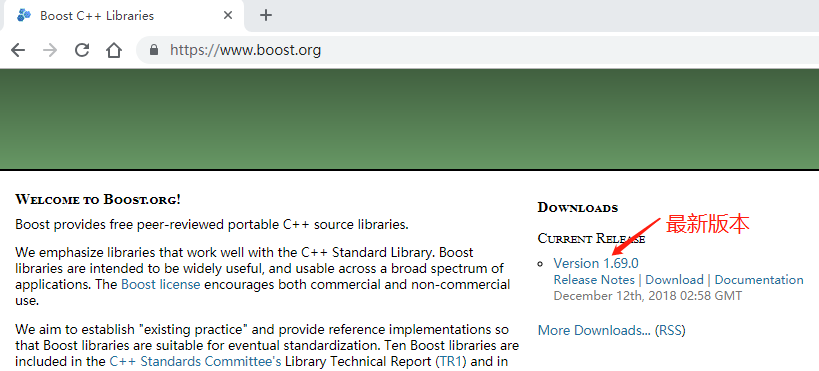 Boost C++ Libraries
https://www.boost.org
Welcome to Boost.org!
Boost provides free peer-reviewed portable C++ source libraries.
We emphasize libraries that work well with the C++ Standard Library. Boost
libraries are intended to be widely useful, and usable across a broad spectrum of
applications. The Boost license encourages both commercial and non-commercial
use.
We aim to establish "existing practice" and provide reference implementations so
that Boost libraries are suitable for eventual standardization. Ten Boost libraries are
included in the C++ Standards Committee's Library Technical Report (TR1) and in
Downloads
最新版本
Current Release
Version 1.69.0
Release Notes | Download | Documentation
December 12th, 2018 02:58 GMT
More Downloads... (RSS)